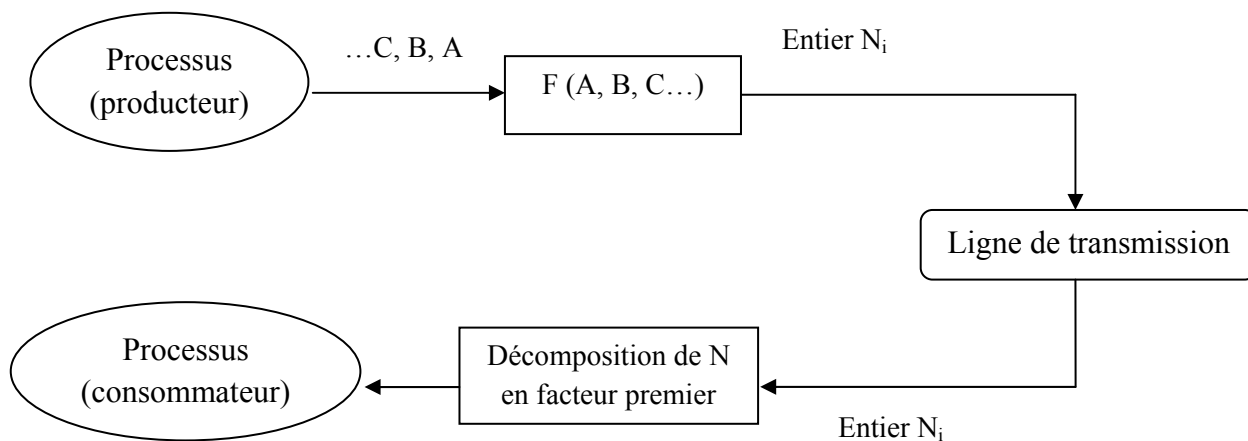 Processus
(producteur)
…C, B, A
F (A, B, C…)
Entier Nᵢ
Ligne de transmission
Processus
(consommateur)
Décomposition de N
en facteur premier
Entier Nᵢ